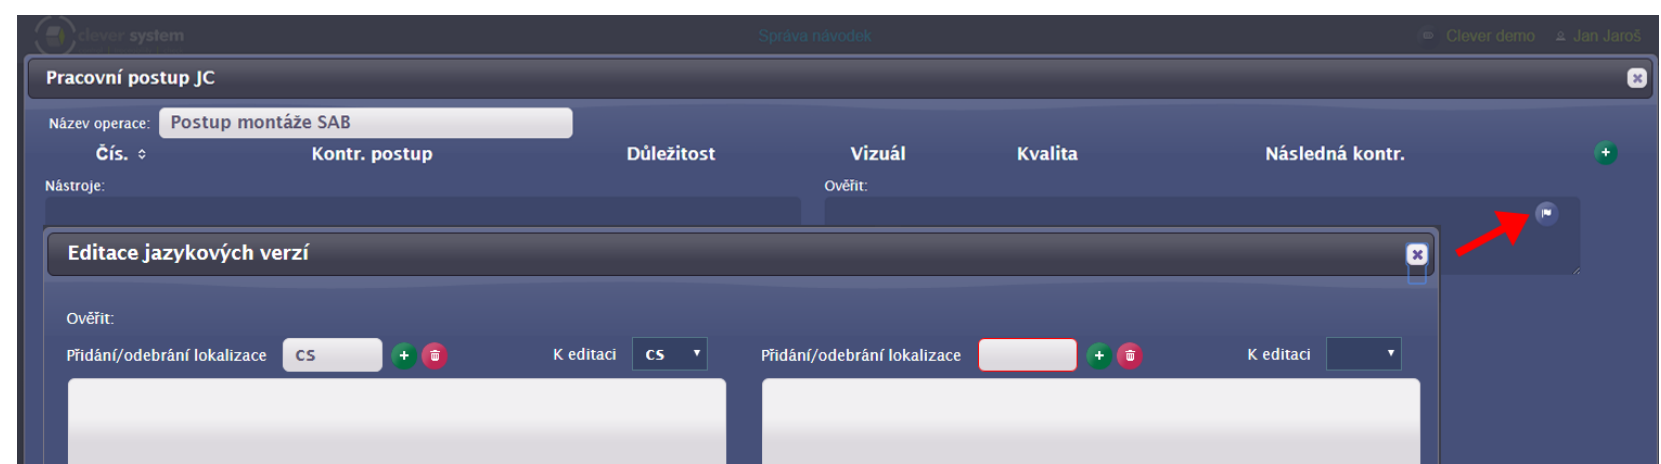 clever system
Správa návodek
Clever demo Jan Jaroš
Pracovní postup JC
Název operace: Postup montáže SAB
Čís. Kontr. postup Důležitost Vizuál Kvalita Následná kontr.
Nástroje: Ověřit:
Editace jazykových verzí
Ověřit:
Přidání/odebrání lokalizace CS K editaci CS Přidání/odebrání lokalizace K editaci